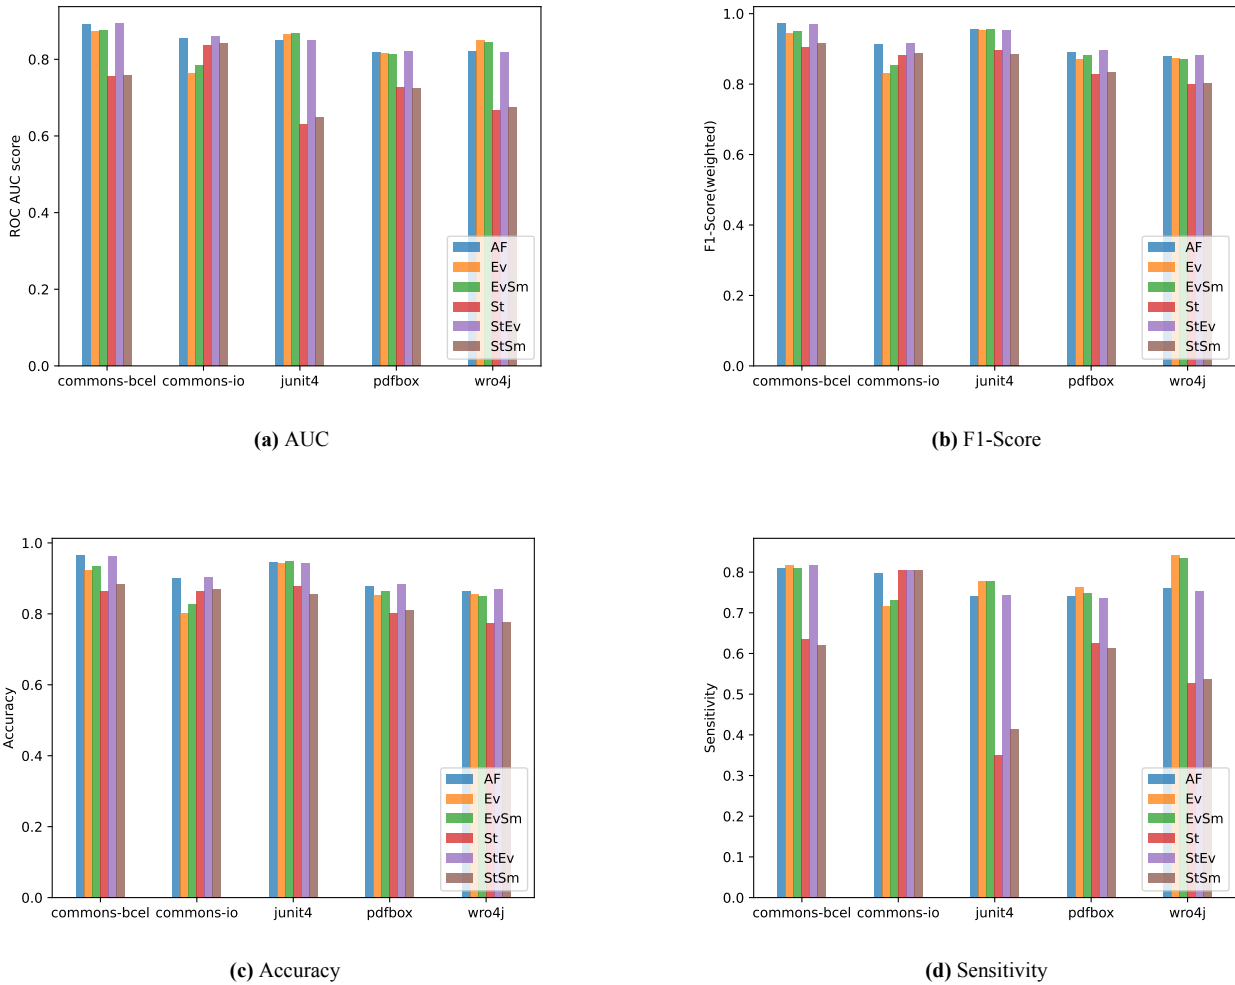 ROC AUC score
0.8
0.6
0.4
0.2
0.0
AF
Ev
EvSm
St
StEv
StSm
commons-bcel commons-io junit4 pdfbox wro4j
(a) AUC
F1-Score(weighted)
1.0
0.8
0.6
0.4
0.2
0.0
AF
Ev
EvSm
St
StEv
StSm
commons-bcel commons-io junit4 pdfbox wro4j
(b) F1-Score
Accuracy
1.0
0.8
0.6
0.4
0.2
0.0
AF
Ev
EvSm
St
StEv
StSm
commons-bcel commons-io junit4 pdfbox wro4j
(c) Accuracy
Sensitivity
0.8
0.7
0.6
0.5
0.4
0.3
0.2
0.1
0.0
AF
Ev
EvSm
St
StEv
StSm
commons-bcel commons-io junit4 pdfbox wro4j
(d) Sensitivity